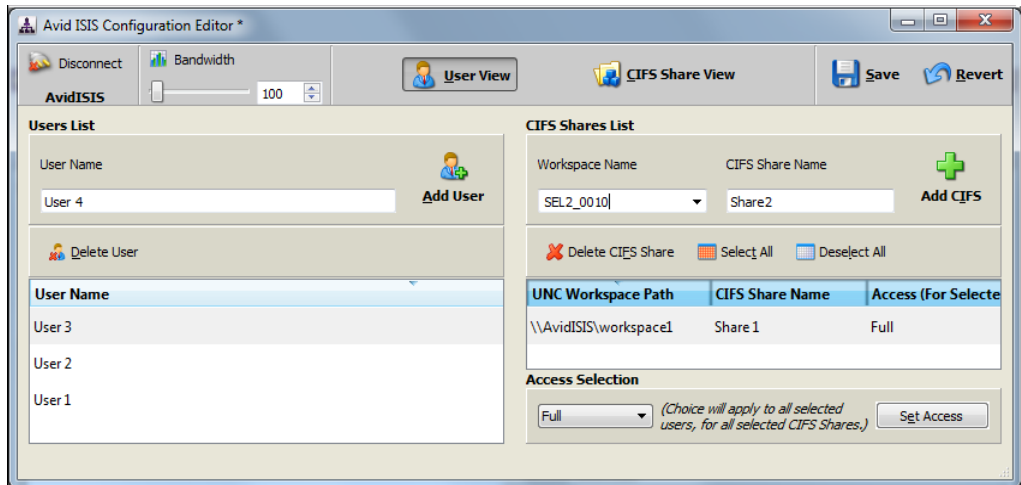 Avid ISIS Configuration Editor *
Disconnect
AvidISIS
Bandwidth
100
User View
CIFS Share View
Save
Revert
Users List
User Name
User 4
Add User
Delete User
User Name
User 3
User 2
User 1
CIFS Shares List
Workspace Name
CIFS Share Name
SEL2_0010
Share2
Add CIFS
Delete CIFS Share
Select All
Deselect All
UNC Workspace Path
CIFS Share Name
Access (For Selecte
\\AvidISIS\workspace1
Share 1
Full
Access Selection
Full
(Choice will apply to all selected
users, for all selected CIFS Shares.)
Set Access